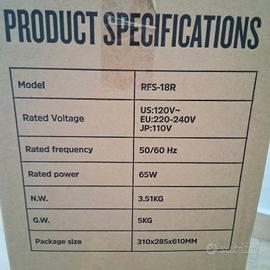 PRODUCT SPECIFICATIONS
Model RFS-18R
Rated Voltage US:120V~
EU:220-240V
JP:110V
Rated frequency 50/60 Hz
Rated power 65W
N.W. 3.51KG
G.W. 5KG
Package size 310x285x610MM